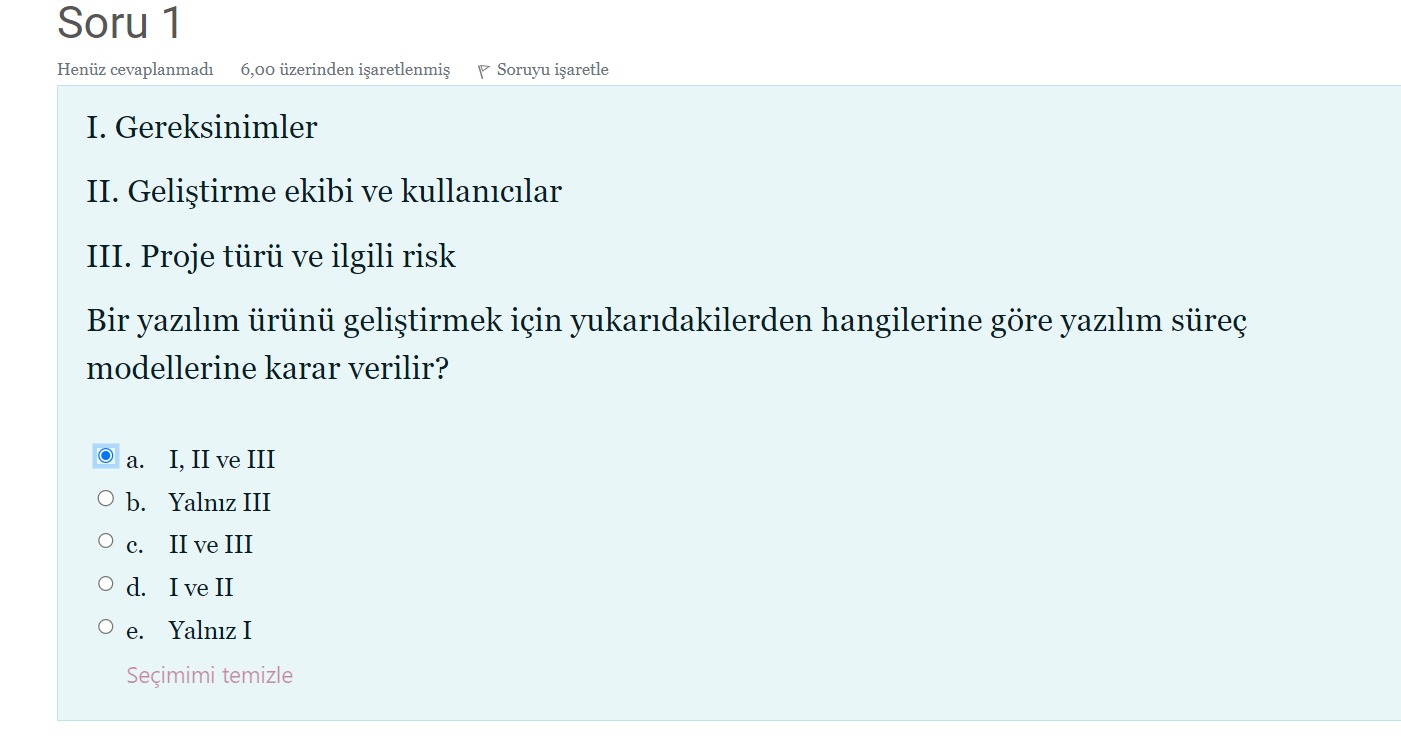 Soru 1
Henüz cevaplanmadı 6,00 üzerinden işaretlenmiş Soruyu işaretle
I. Gereksinimler
II. Geliştirme ekibi ve kullanıcılar
III. Proje türü ve ilgili risk
Bir yazılım ürünü geliştirmek için yukarıdakilerden hangilerine göre yazılım süreç
modellerine karar verilir?
a. I, II ve III
b. Yalnız III
c. II ve III
d. I ve II
e. Yalnız I
Seçimimi temizle